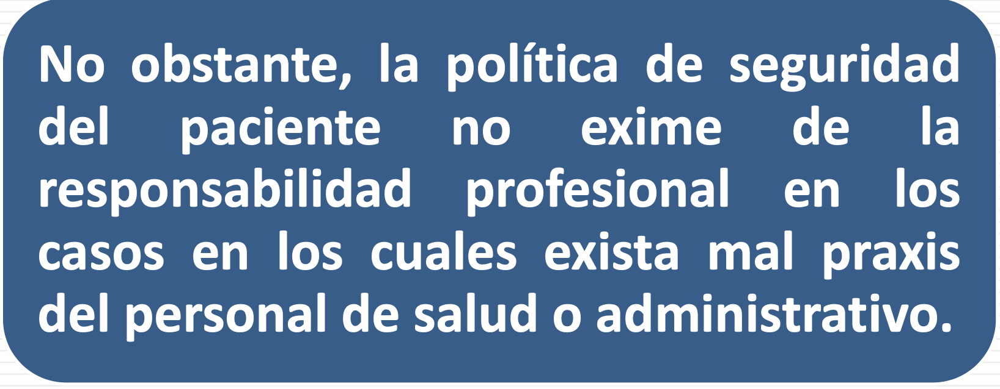 No obstante, la política de seguridad
del paciente no exime de la
responsabilidad profesional en los
casos en los cuales exista mal praxis
del personal de salud o administrativo.